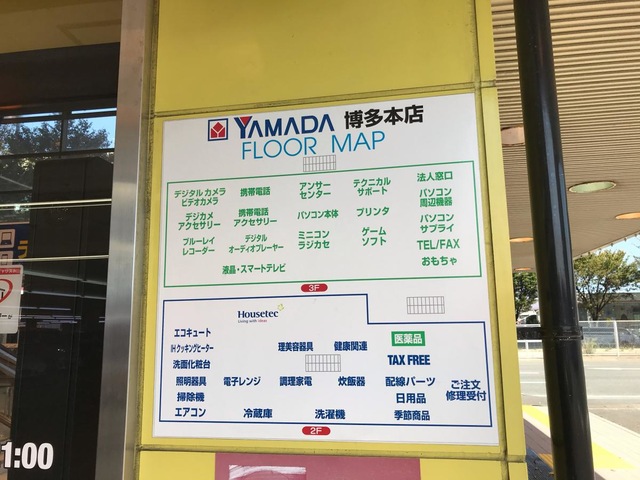 YAMADA 博多本店
FLOOR MAP
デジタルカメラ
ビデオカメラ
携帯電話
アンサー
センター
テクニカル
サポート
法人窓口
デジカメ
アクセサリー
携帯電話
アクセサリー
パソコン本体
プリンタ
パソコン
周辺機器
パソコン
サプライ
ブルーレイ
レコーダー
デジタル
オーディオプレーヤー
ミニコン
ラジカセ
ゲーム
ソフト
TEL/FAX
おもちゃ
液晶・スマートテレビ
3F
Housetec
Living with ideas
エコキュート
IHクッキングヒーター
洗面化粧台
理美容器具
健康関連
医薬品
TAX FREE
照明器具
電子レンジ
調理家電
炊飯器
配線パーツ
ご注文
修理受付
掃除機
日用品
エアコン
冷蔵庫
洗濯機
季節商品
2F
1:00